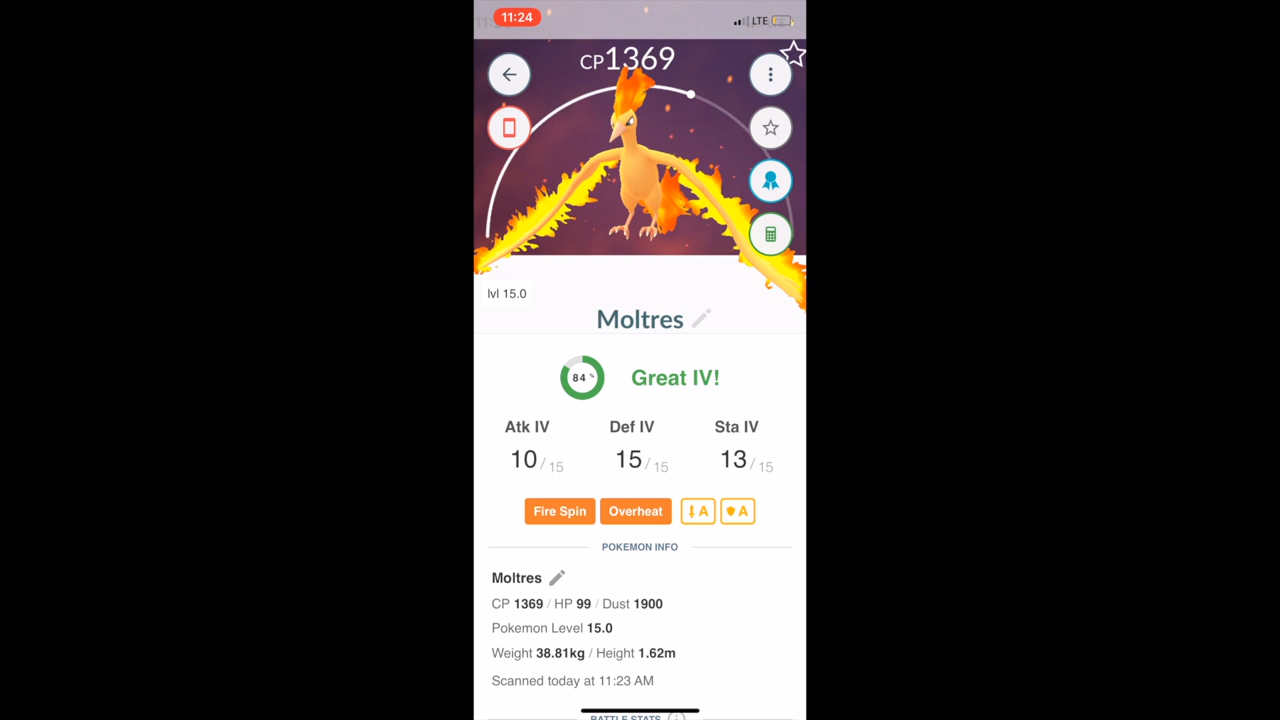 11:24
LTE
CP1369
lvl 15.0
Moltres
84 %
Great IV!
Atk IV Def IV Sta IV
10 / 15 15 / 15 13 / 15
Fire Spin Overheat A A
POKEMON INFO
Moltres
CP 1369 / HP 99 / Dust 1900
Pokemon Level 15.0
Weight 38.81kg / Height 1.62m
Scanned today at 11:23 AM
BATTLE STATS